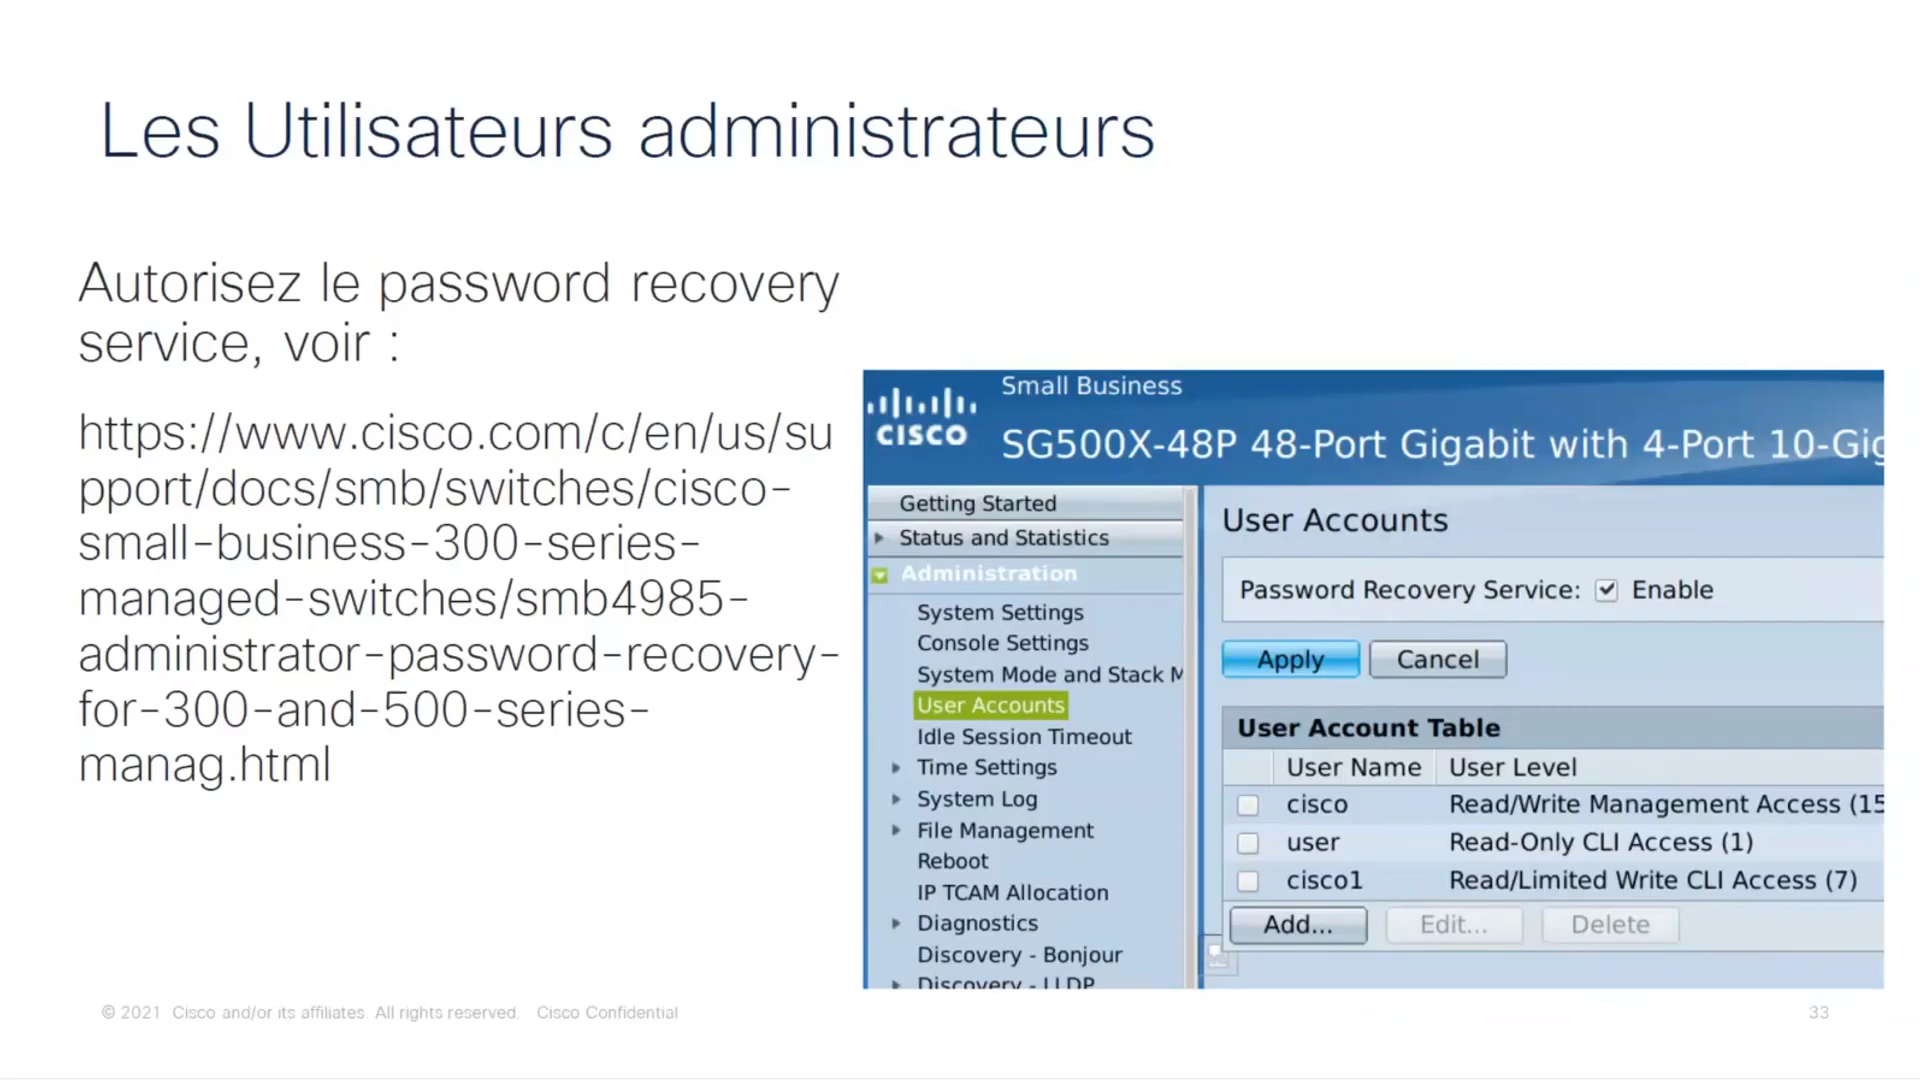 Les Utilisateurs administrateurs
Autorisez le password recovery
service, voir :
https://www.cisco.com/c/en/us/su
pport/docs/smb/switches/cisco-
small-business-300-series-
managed-switches/smb4985-
administrator-password-recovery-
for-300-and-500-series-
manag.html
Small Business
CISCO
SG500X-48P 48-Port Gigabit with 4-Port 10-Gig
Getting Started
Status and Statistics
Administration
System Settings
Console Settings
System Mode and Stack M
User Accounts
Idle Session Timeout
Time Settings
System Log
File Management
Reboot
IP TCAM Allocation
Diagnostics
Discovery - Bonjour
Discovery - LLDP
User Accounts
Password Recovery Service: Enable
Apply Cancel
User Account Table
User Name User Level
cisco Read/Write Management Access (15
user Read-Only CLI Access (1)
cisco1 Read/Limited Write CLI Access (7)
Add... Edit... Delete
© 2021 Cisco and/or its affiliates. All rights reserved. Cisco Confidential
33